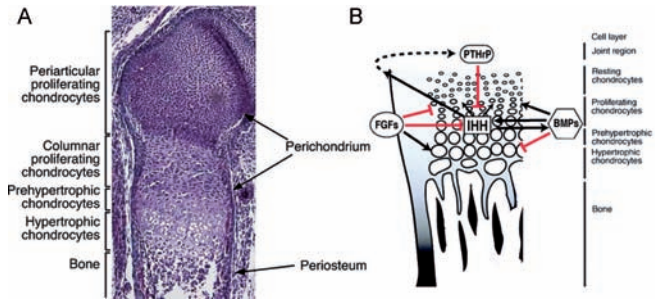 A
Periarticular
proliferating
chondrocytes
Columnar
proliferating
chondrocytes
Prehypertrophic
chondrocytes
Hypertrophic
chondrocytes
Bone
Perichondrium
Periosteum
B
PTHrP
FGFs
IHH
BMPs
Cell layer
Joint region
Resting
chondrocytes
Proliferating
chondrocytes
Prehypertrophic
chondrocytes
Hypertrophic
chondrocytes
Bone